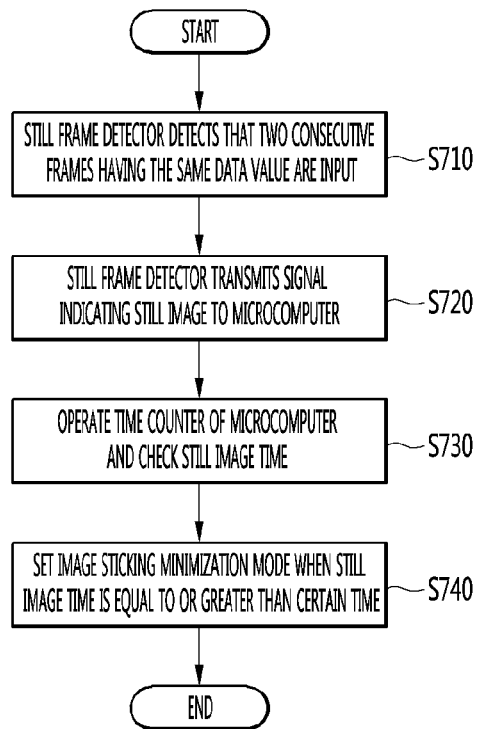 START
STILL FRAME DETECTOR DETECTS THAT TWO CONSECUTIVE
FRAMES HAVING THE SAME DATA VALUE ARE INPUT
S710
STILL FRAME DETECTOR TRANSMITS SIGNAL
INDICATING STILL IMAGE TO MICROCOMPUTER
S720
OPERATE TIME COUNTER OF MICROCOMPUTER
AND CHECK STILL IMAGE TIME
S730
SET IMAGE STICKING MINIMIZATION MODE WHEN STILL
IMAGE TIME IS EQUAL TO OR GREATER THAN CERTAIN TIME
S740
END